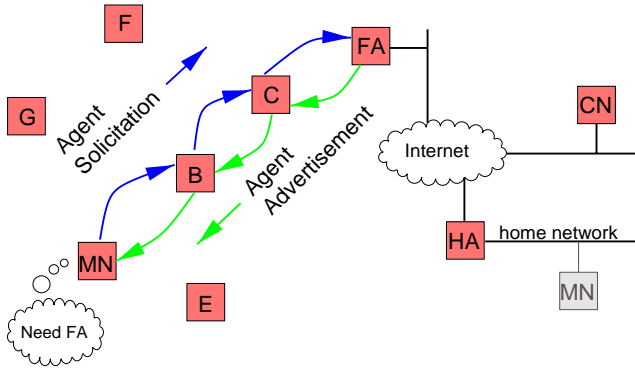 F
FA
G
Agent
Solicitation
C
CN
Agent
Advertisement
Internet
B
MN
HA
home network
E
MN
Need FA